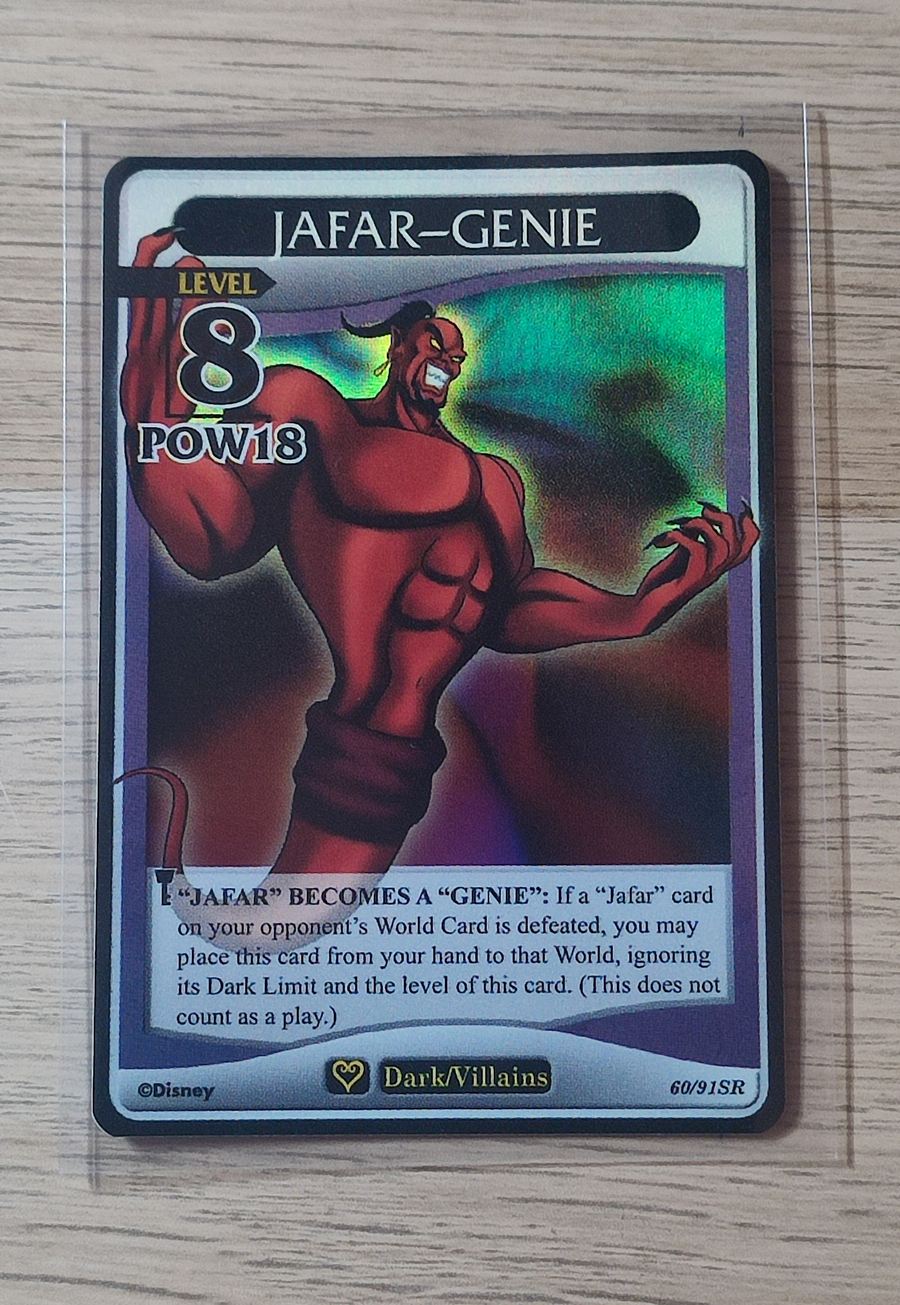 JAFAR–GENIE
LEVEL
8
POW18
“JAFAR” BECOMES A “GENIE”: If a “Jafar” card
on your opponent’s World Card is defeated, you may
place this card from your hand to that World, ignoring
its Dark Limit and the level of this card. (This does not
count as a play.)
©Disney
Dark/Villains
60/91SR